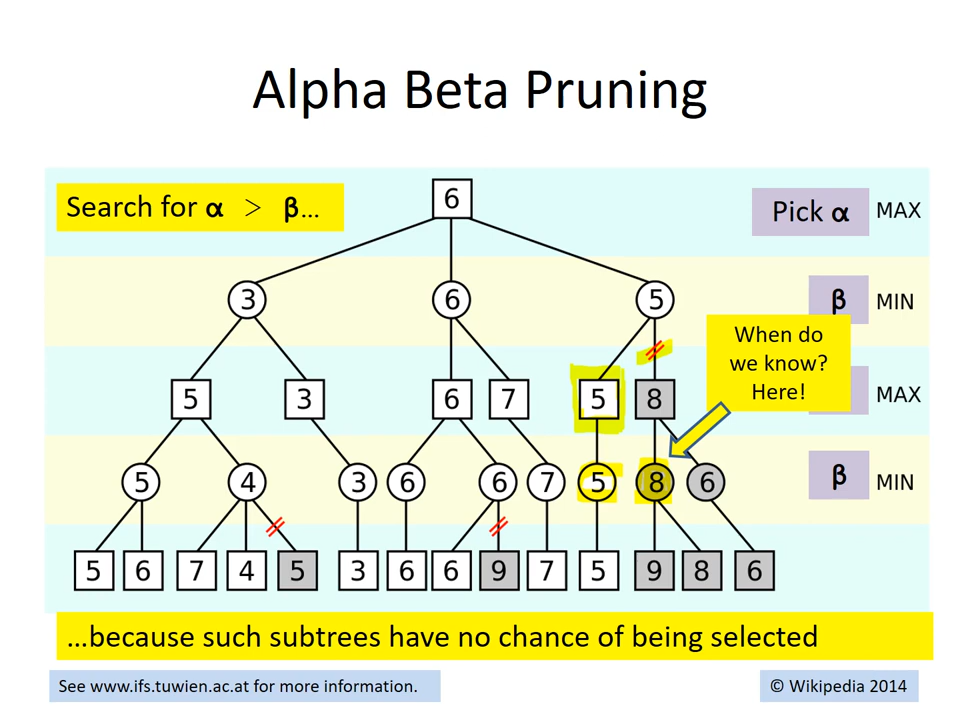 Alpha Beta Pruning
Search for α > β…
6
Pick α MAX
3 6 5
β MIN
When do
we know?
Here!
5 3 6 7 5 8
MAX
5 4 3 6 6 7 5 8 6
β MIN
5 6 7 4 5 3 6 6 9 7 5 9 8 6
…because such subtrees have no chance of being selected
See www.ifs.tuwien.ac.at for more information.
© Wikipedia 2014